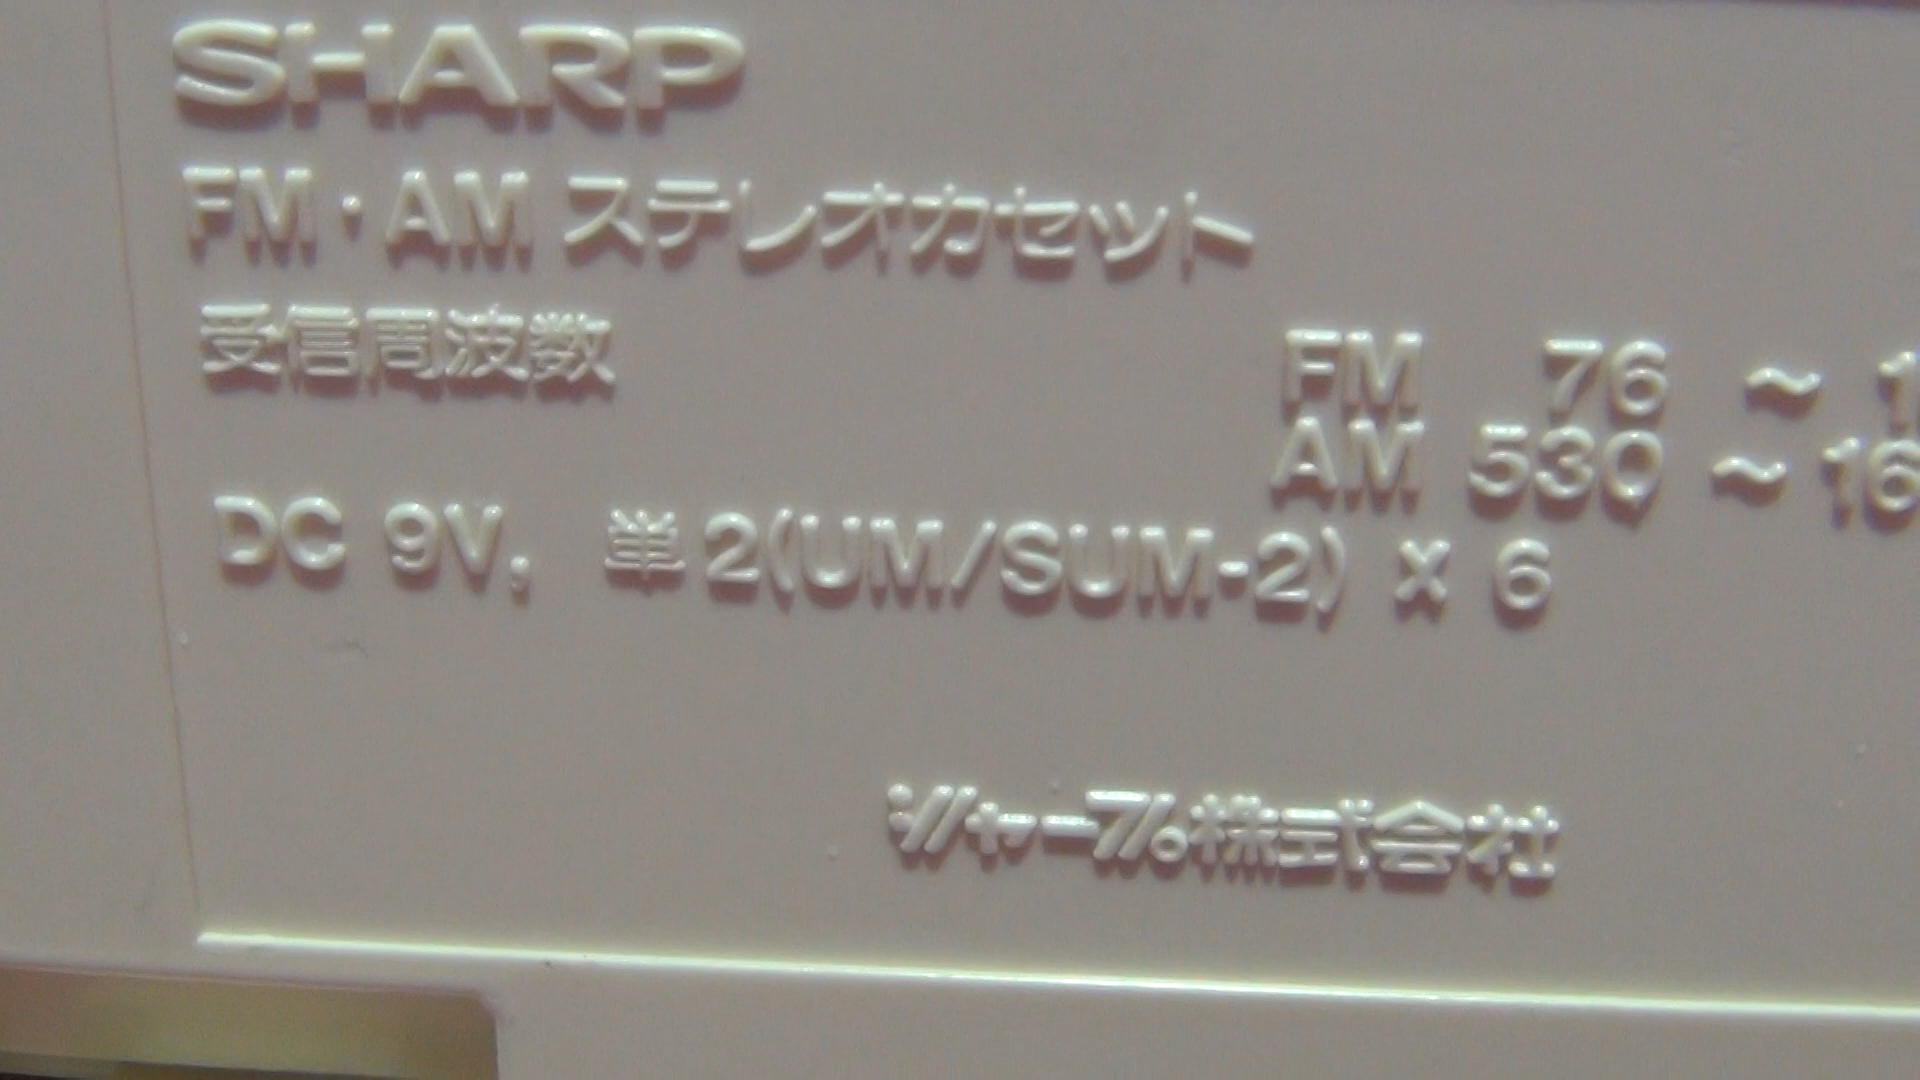 SHARP
FM・AM ステレオカセット
受信周波数
FM 76 ～ 1
AM 530 ～ 16
DC 9V, 単2(UM/SUM-2) × 6
シャープ株式会社